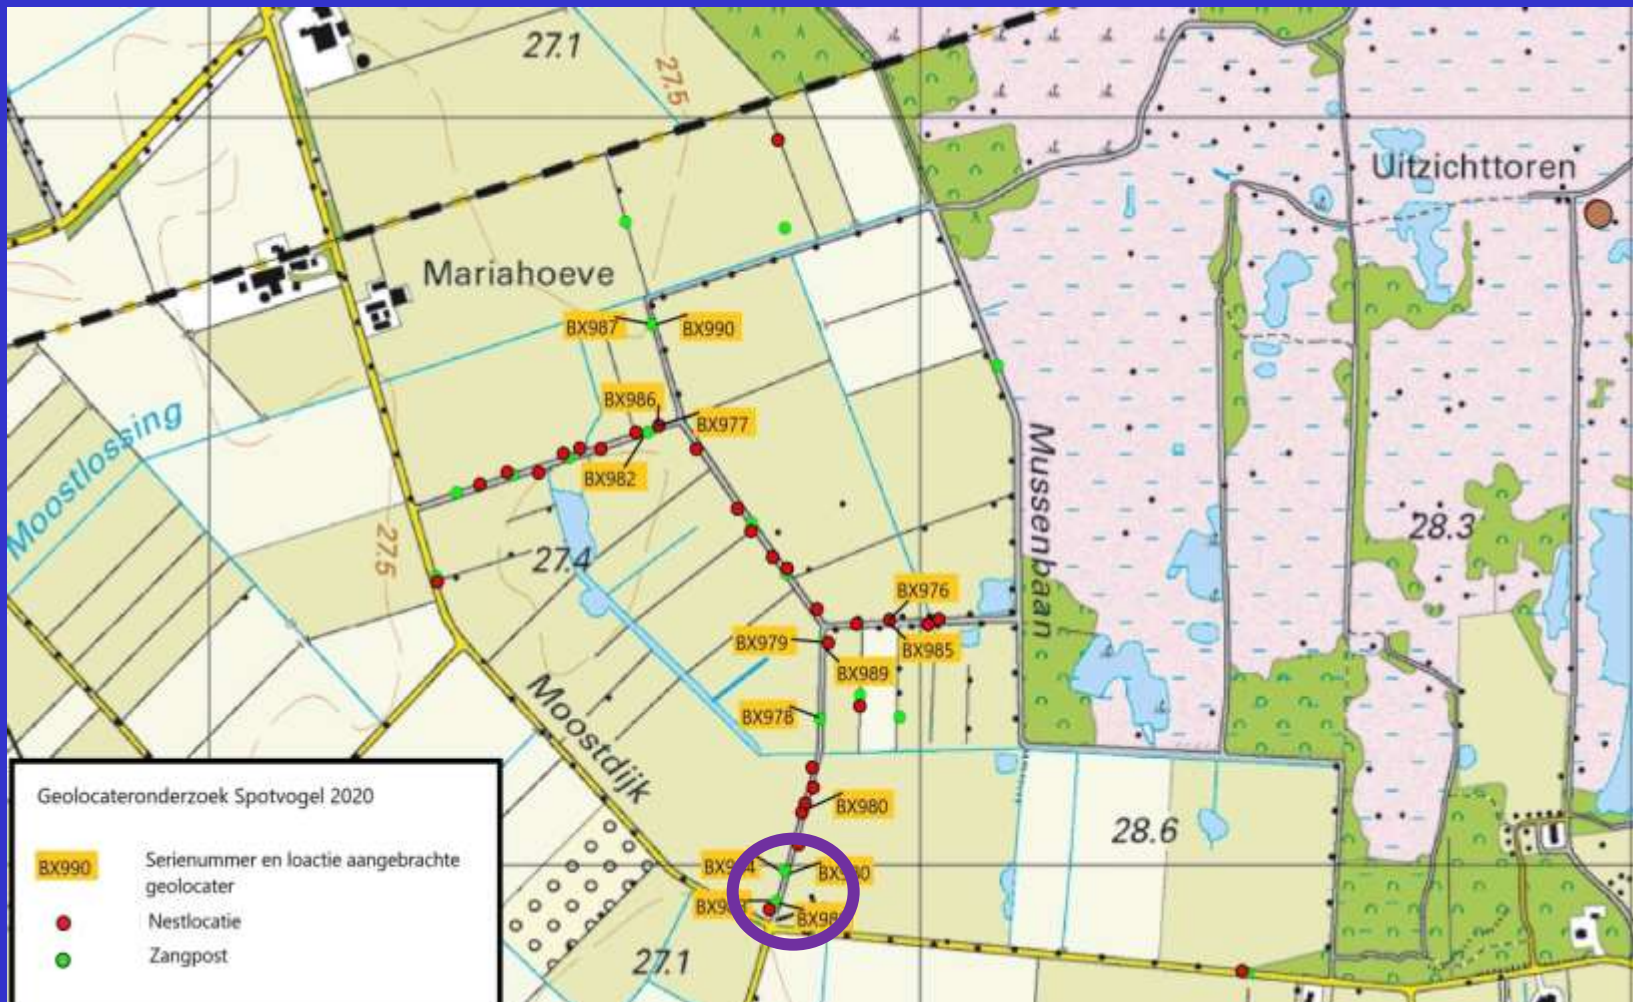 27.1
27.5
Uitzichttoren
Mariahoeve
BX987
BX990
BX986
BX977
Moostlossing
BX982
Mussenbaan
28.3
27.5
27.4
BX976
BX979
BX985
BX989
Moostdijk
BX978
BX980
28.6
27.1
Geolocateronderzoek Spotvogel 2020
BX990
Serienummer en loactie aangebrachte
geolocater
Nestlocatie
Zangpost